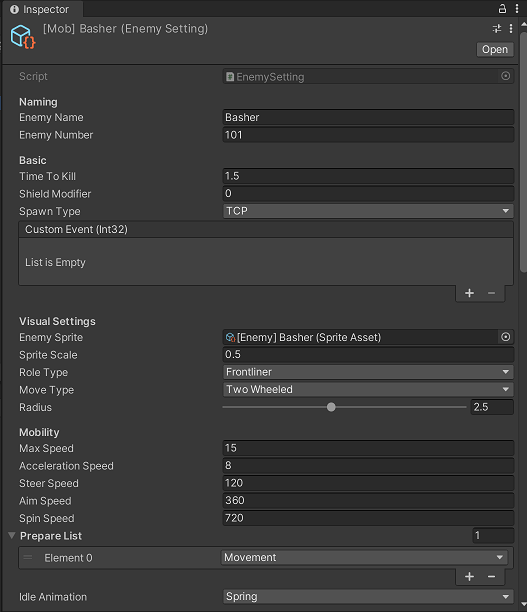 Inspector
[Mob] Basher (Enemy Setting)
Open
Script EnemySetting
Naming
Enemy Name Basher
Enemy Number 101
Basic
Time To Kill 1.5
Shield Modifier 0
Spawn Type TCP
Custom Event (Int32)
List is Empty
+ −
Visual Settings
Enemy Sprite [Enemy] Basher (Sprite Asset)
Sprite Scale 0.5
Role Type Frontliner
Move Type Two Wheeled
Radius 2.5
Mobility
Max Speed 15
Acceleration Speed 8
Steer Speed 120
Aim Speed 360
Spin Speed 720
Prepare List 1
Element 0 Movement
+ −
Idle Animation Spring